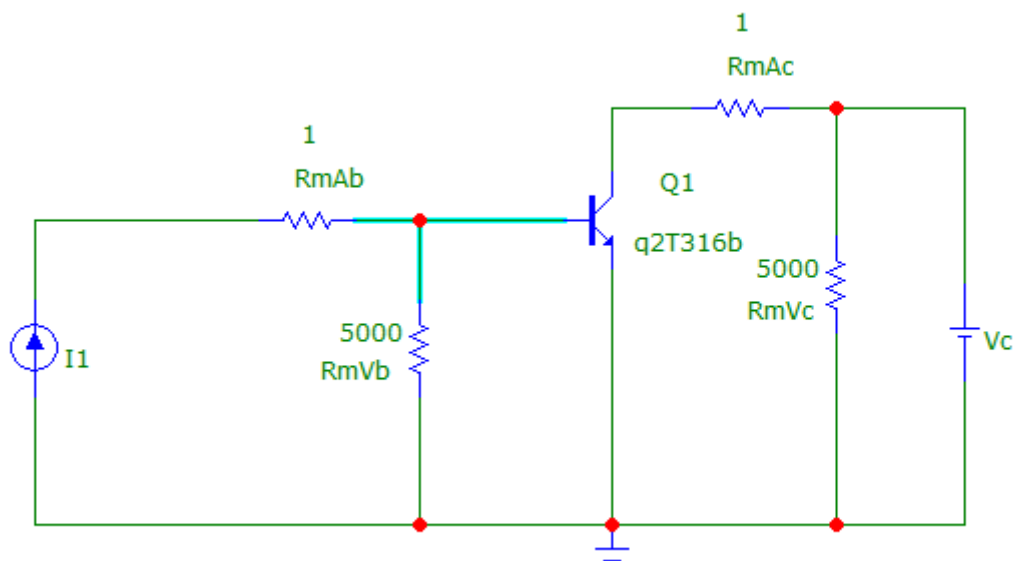 1
RmAc
1
RmAb
Q1
q2T316b
5000
RmVc
5000
RmVb
I1
Vc